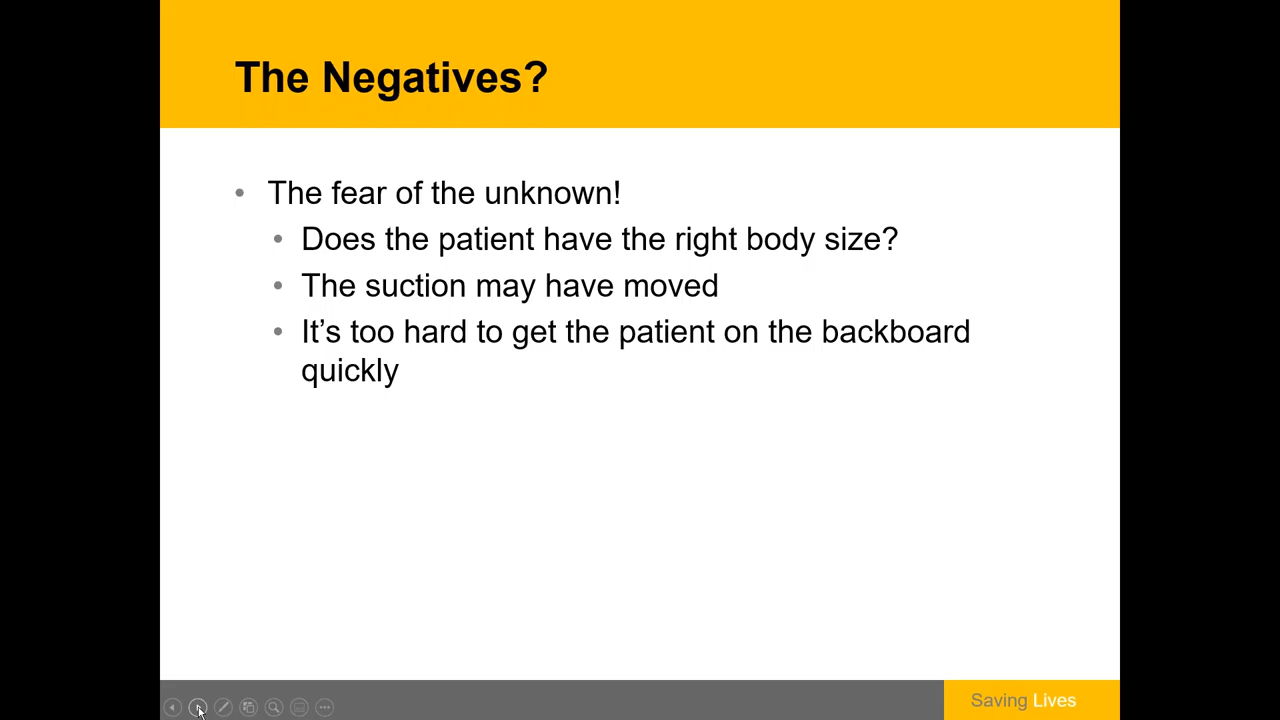 The Negatives?
• The fear of the unknown!
• Does the patient have the right body size?
• The suction may have moved
• It’s too hard to get the patient on the backboard
quickly
Saving Lives